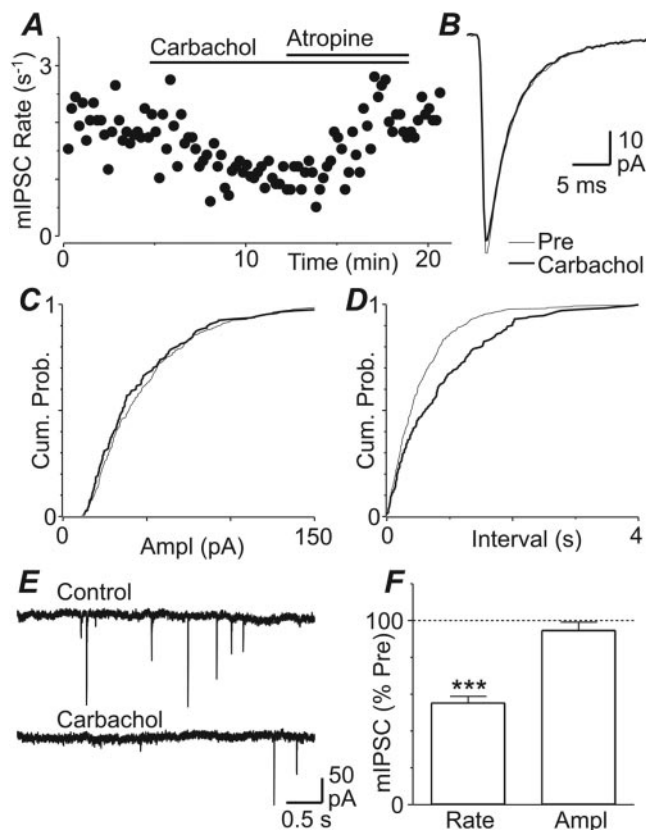 A
Carbachol
Atropine
3
mIPSC Rate (s⁻¹)
0
0
10
20
Time (min)
B
10
pA
5 ms
Pre
Carbachol
C
1
Cum. Prob.
0
0
150
Ampl (pA)
D
1
Cum. Prob.
0
0
4
Interval (s)
E
Control
Carbachol
50
pA
0.5 s
F
100
mIPSC (% Pre)
***
0
Rate
Ampl